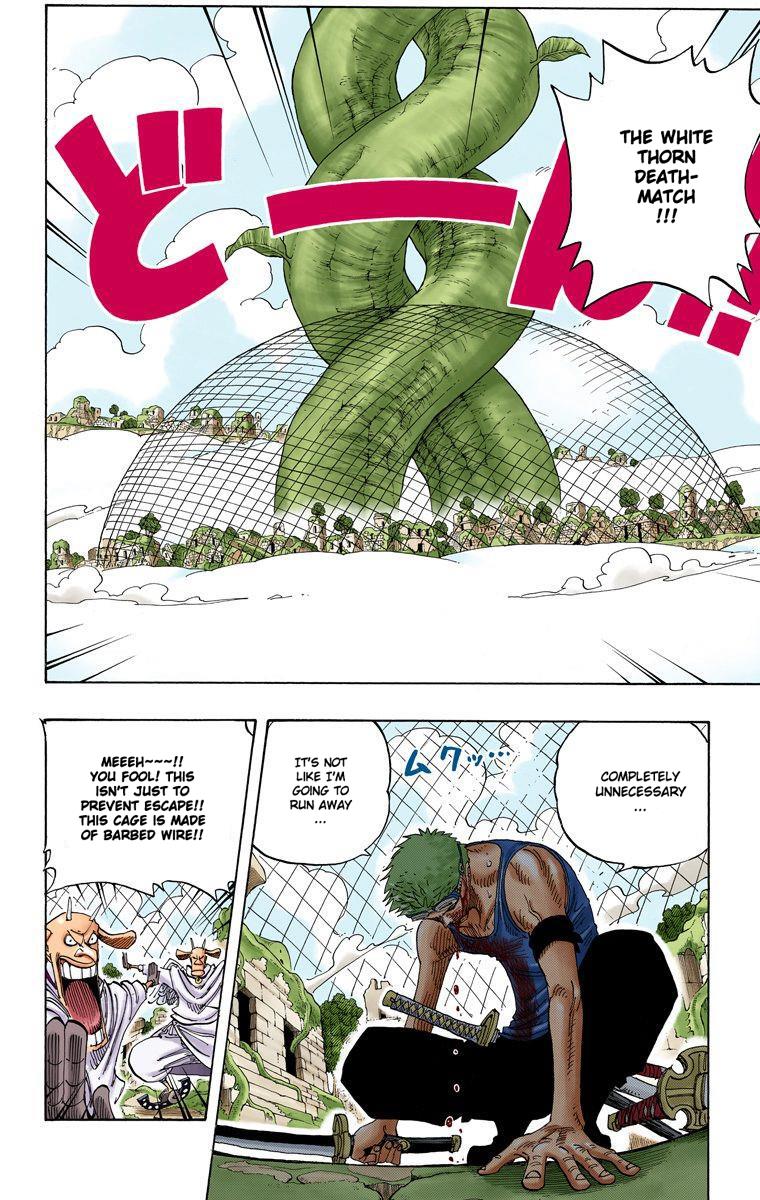 THE WHITE
THORN
DEATH-
MATCH
!!!
どーん!!
COMPLETELY
UNNECESSARY
...
ムクッ…
IT'S NOT
LIKE I'M
GOING TO
RUN AWAY
...
MEEEH~~~!!
YOU FOOL! THIS
ISN'T JUST TO
PREVENT ESCAPE!!
THIS CAGE IS MADE
OF BARBED WIRE!!